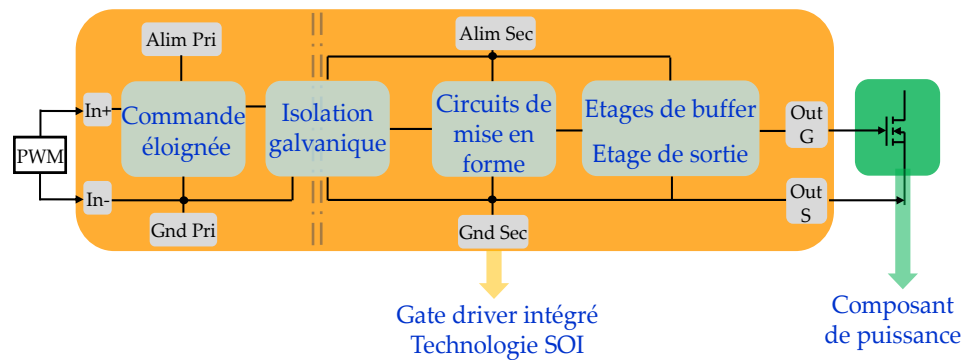 Alim Pri
Alim Sec
In+
Commande
éloignée
Isolation
galvanique
Circuits de
mise en
forme
Etages de buffer
Etage de sortie
Out
G
PWM
In-
Gnd Pri
Gnd Sec
Out
S
Gate driver intégré
Technologie SOI
Composant
de puissance